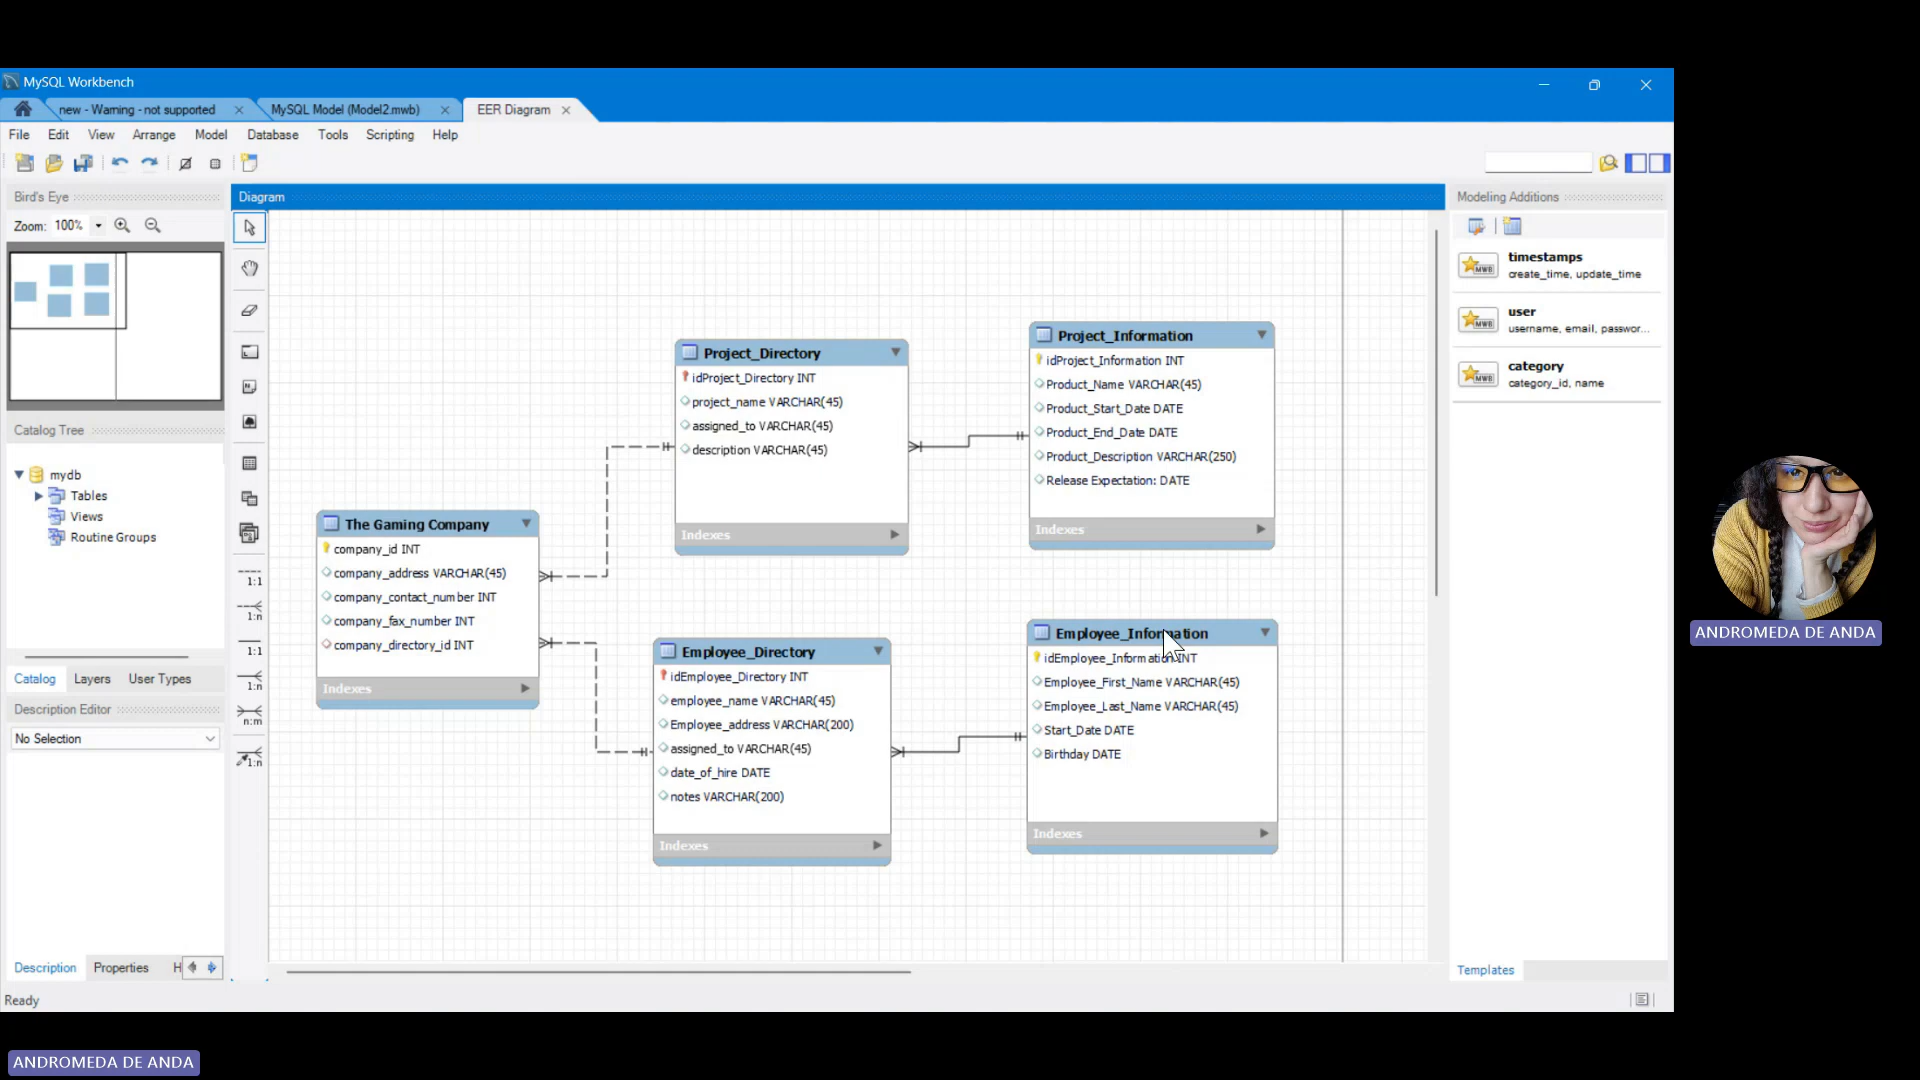 MySQL Workbench
new - Warning - not supported
MySQL Model (Model2.mwb)
EER Diagram
File Edit View Arrange Model Database Tools Scripting Help
Bird's Eye
Zoom: 100%
Diagram
Modeling Additions
timestamps
create_time, update_time
user
username, email, passwor...
category
category_id, name
Catalog Tree
mydb
Tables
Views
Routine Groups
Catalog Layers User Types
Description Editor
No Selection
1:1
1:n
1:1
1:n
n:m
1:n
Project_Directory
idProject_Directory INT
project_name VARCHAR(45)
assigned_to VARCHAR(45)
description VARCHAR(45)
Indexes
Project_Information
idProject_Information INT
Product_Name VARCHAR(45)
Product_Start_Date DATE
Product_End_Date DATE
Product_Description VARCHAR(250)
Release Expectation: DATE
Indexes
The Gaming Company
company_id INT
company_address VARCHAR(45)
company_contact_number INT
company_fax_number INT
company_directory_id INT
Indexes
Employee_Directory
idEmployee_Directory INT
employee_name VARCHAR(45)
Employee_address VARCHAR(200)
assigned_to VARCHAR(45)
date_of_hire DATE
notes VARCHAR(200)
Indexes
Employee_Information
idEmployee_Information INT
Employee_First_Name VARCHAR(45)
Employee_Last_Name VARCHAR(45)
Start_Date DATE
Birthday DATE
Indexes
Description Properties H
Templates
Ready
ANDROMEDA DE ANDA
ANDROMEDA DE ANDA